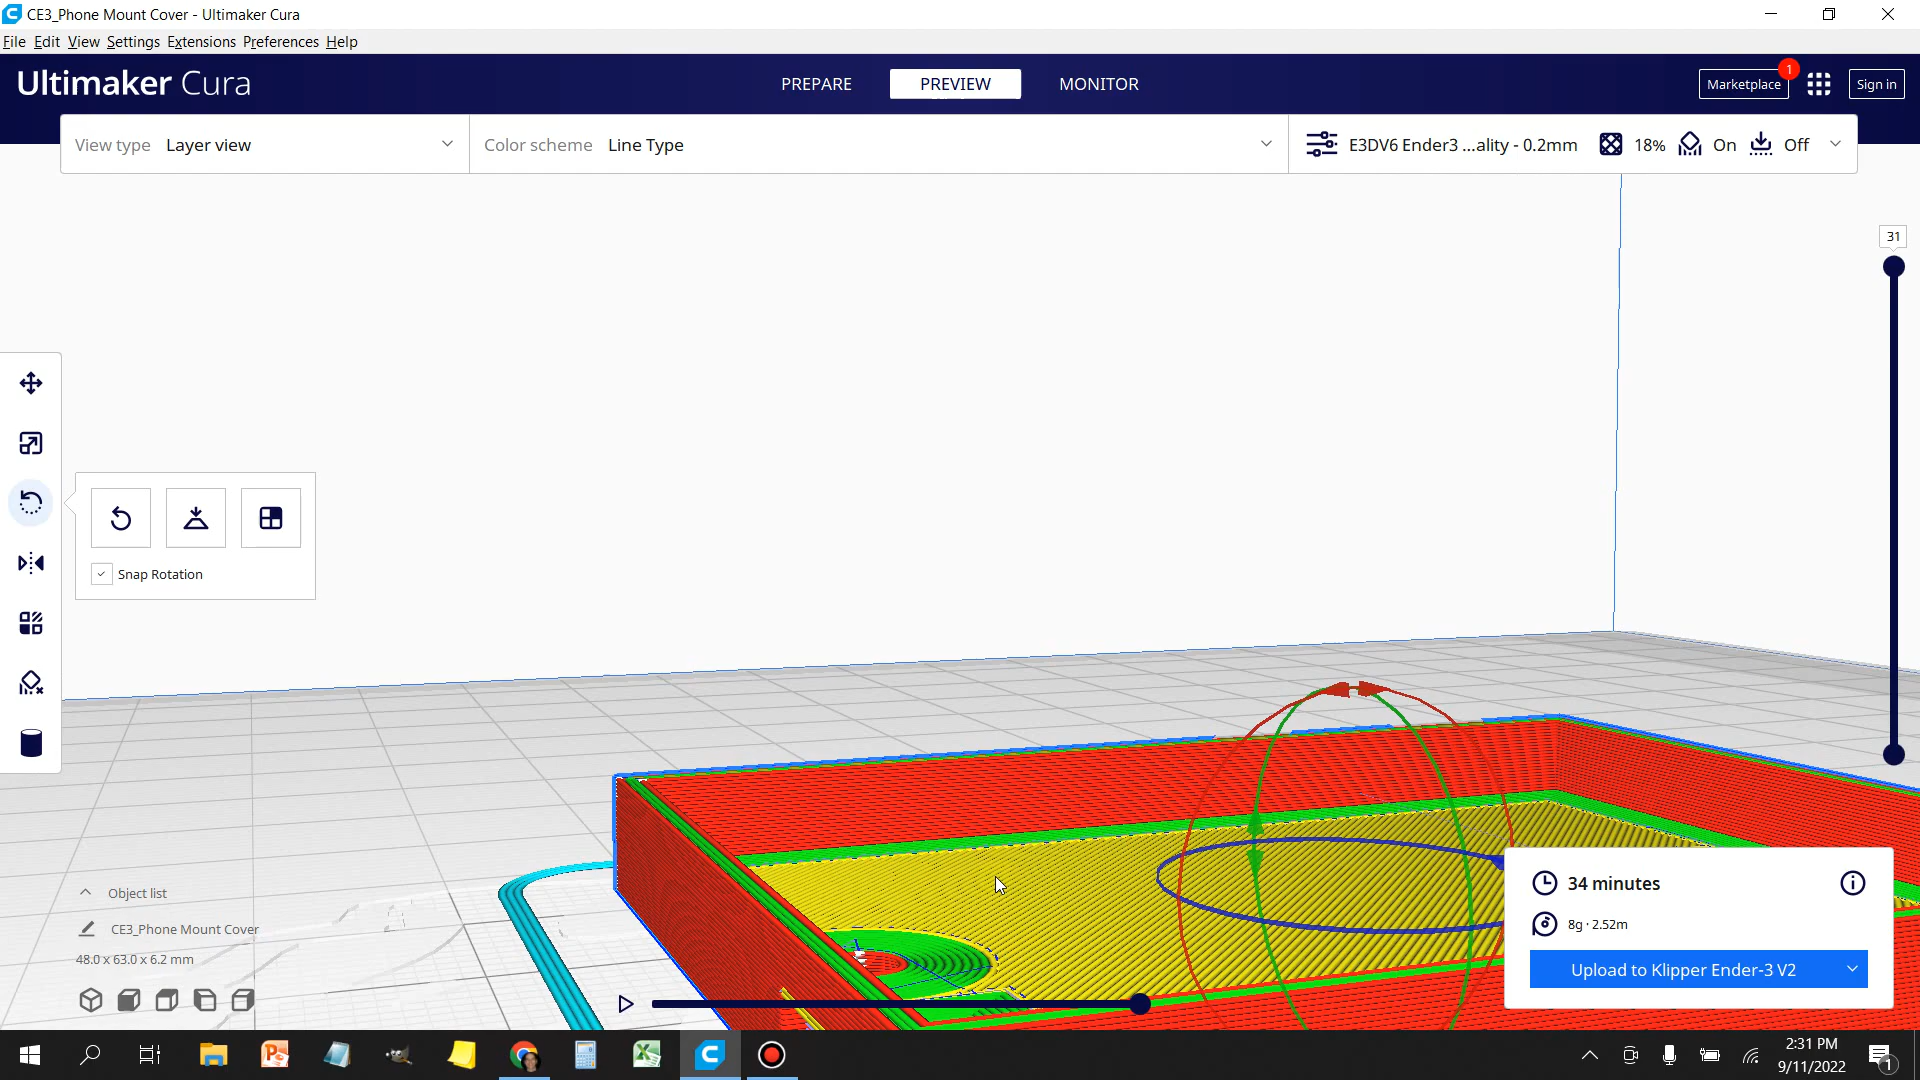 CE3_Phone Mount Cover - Ultimaker Cura
File Edit View Settings Extensions Preferences Help
Ultimaker Cura
PREPARE
PREVIEW
MONITOR
Marketplace
1
Sign in
View type Layer view
Color scheme Line Type
E3DV6 Ender3 ...ality - 0.2mm
18%
On
Off
31
Snap Rotation
Object list
CE3_Phone Mount Cover
48.0 x 63.0 x 6.2 mm
34 minutes
8g · 2.52m
Upload to Klipper Ender-3 V2
2:31 PM
9/11/2022
1